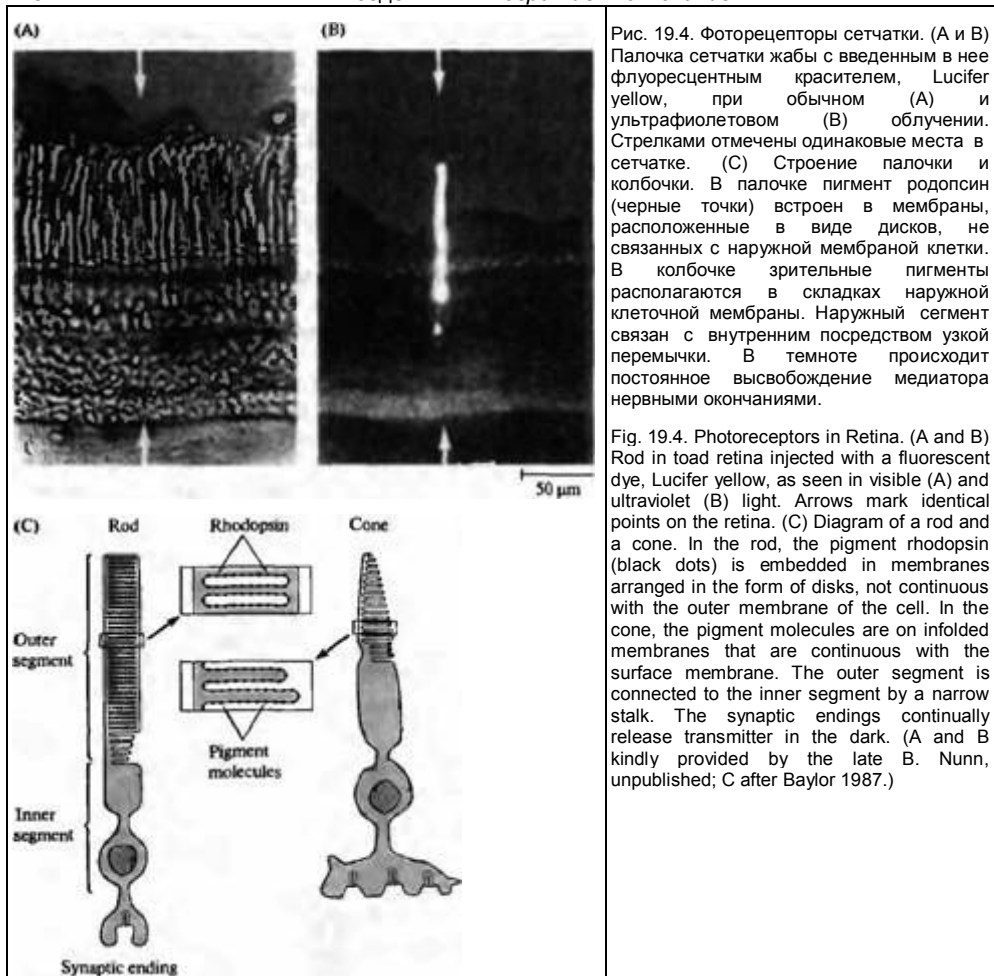 (A)
(B)
50 µm
(C)
Rod
Rhodopsin
Cone
Outer
segment
Pigment
molecules
Inner
segment
Synaptic ending
Рис. 19.4. Фоторецепторы сетчатки. (А и В)
Палочка сетчатки жабы с введенным в нее
флуоресцентным красителем, Lucifer
yellow, при обычном (А) и
ультрафиолетовом (В) облучении.
Стрелками отмечены одинаковые места в
сетчатке. (С) Строение палочки и
колбочки. В палочке пигмент родопсин
(черные точки) встроен в мембраны,
расположенные в виде дисков, не
связанных с наружной мембраной клетки.
В колбочке зрительные пигменты
располагаются в складках наружной
клеточной мембраны. Наружный сегмент
связан с внутренним посредством узкой
перемычки. В темноте происходит
постоянное высвобождение медиатора
нервными окончаниями.
Fig. 19.4. Photoreceptors in Retina. (A and B)
Rod in toad retina injected with a fluorescent
dye, Lucifer yellow, as seen in visible (A) and
ultraviolet (B) light. Arrows mark identical
points on the retina. (C) Diagram of a rod and
a cone. In the rod, the pigment rhodopsin
(black dots) is embedded in membranes
arranged in the form of disks, not continuous
with the outer membrane of the cell. In the
cone, the pigment molecules are on infolded
membranes that are continuous with the
surface membrane. The outer segment is
connected to the inner segment by a narrow
stalk. The synaptic endings continually
release transmitter in the dark. (A and B
kindly provided by the late B. Nunn,
unpublished; C after Baylor 1987.)